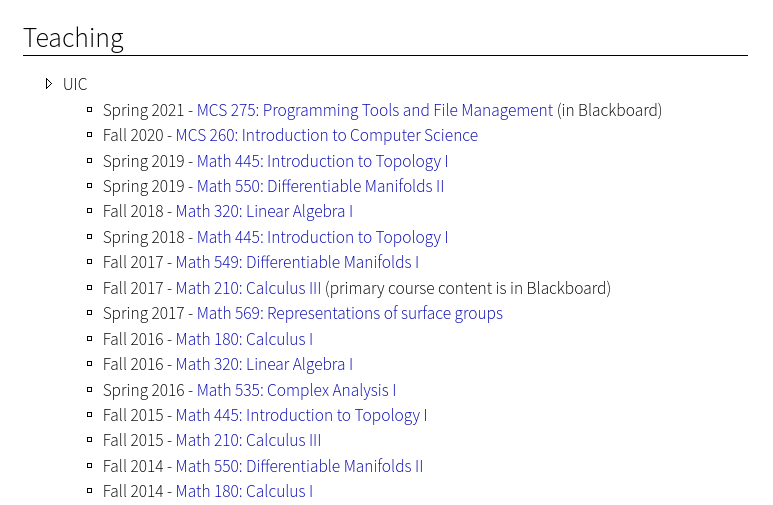 Teaching
UIC
Spring 2021 - MCS 275: Programming Tools and File Management (in Blackboard)
Fall 2020 - MCS 260: Introduction to Computer Science
Spring 2019 - Math 445: Introduction to Topology I
Spring 2019 - Math 550: Differentiable Manifolds II
Fall 2018 - Math 320: Linear Algebra I
Spring 2018 - Math 445: Introduction to Topology I
Fall 2017 - Math 549: Differentiable Manifolds I
Fall 2017 - Math 210: Calculus III (primary course content is in Blackboard)
Spring 2017 - Math 569: Representations of surface groups
Fall 2016 - Math 180: Calculus I
Fall 2016 - Math 320: Linear Algebra I
Spring 2016 - Math 535: Complex Analysis I
Fall 2015 - Math 445: Introduction to Topology I
Fall 2015 - Math 210: Calculus III
Fall 2014 - Math 550: Differentiable Manifolds II
Fall 2014 - Math 180: Calculus I